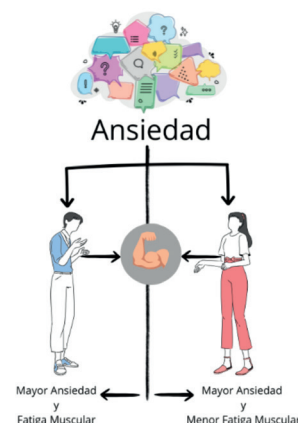 Ansiedad
Mayor Ansiedad
y
Fatiga Muscular
Mayor Ansiedad
y
Menor Fatiga Muscular